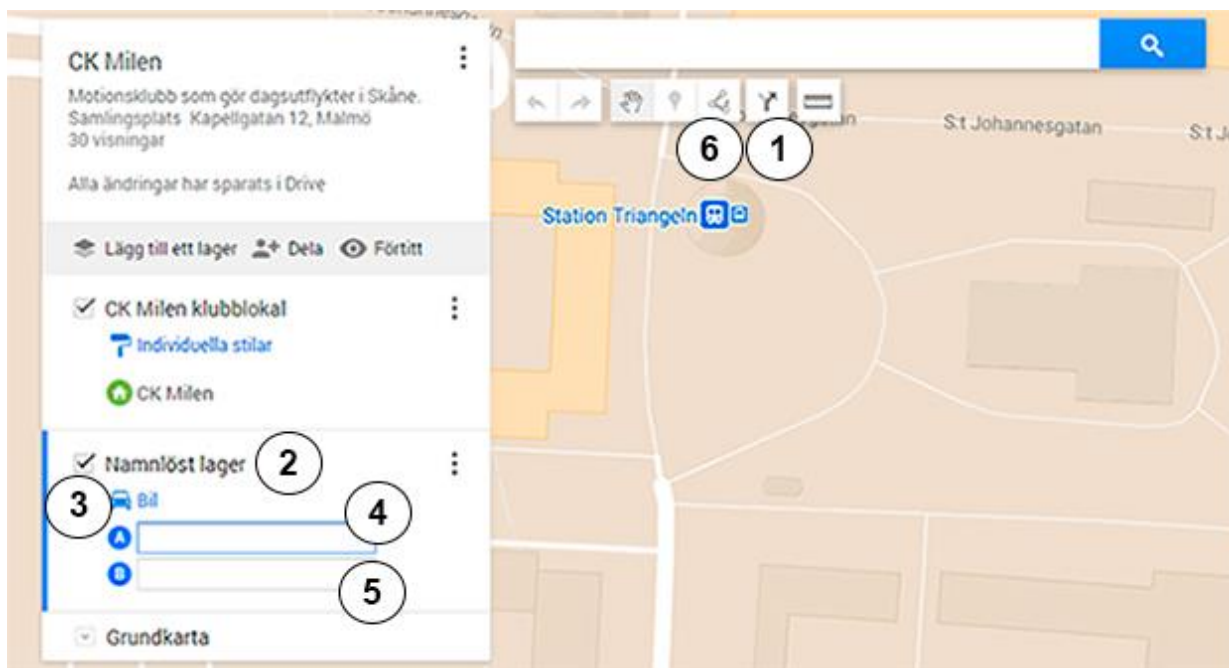 CK Milen
Motionsklubb som gör dagsutflykter i Skåne.
Samlingsplats Kapellgatan 12, Malmö
30 visningar
Alla ändringar har sparats i Drive
Lägg till ett lager Dela Förtitt
CK Milen klubblokal
Individuella stilar
CK Milen
Namnlöst lager 2
3 Bil
A 4
B 5
Grundkarta
6 1
S:t Johannesgatan
Station Triangeln